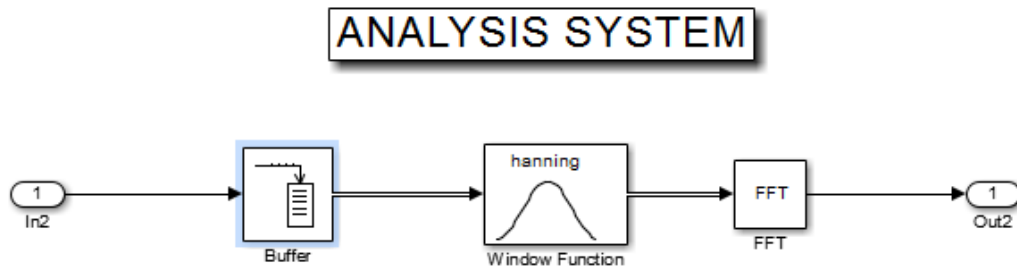 ANALYSIS SYSTEM
hanning
1
FFT
1
In2
Buffer
Window Function
FFT
Out2